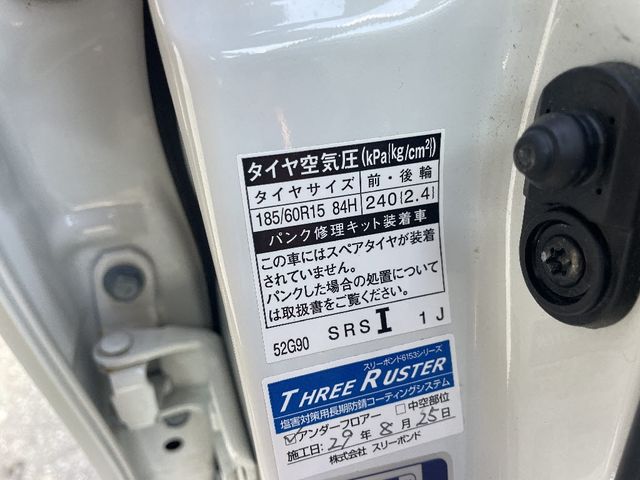 タイヤ空気圧(kPa{kg/cm²})
タイヤサイズ 前・後輪
185/60R15 84H 240{2.4}
パンク修理キット装着車
この車にはスペアタイヤが装着
されていません。
パンクした場合の処置について
は取扱書をご覧ください。
52G90 SRS I 1J
スリーボンド6153シリーズ
THREE RUSTER
塩害対策用長期防錆コーティングシステム
☑アンダーフロアー □中空部位
施工日: 29年 8月 25日
株式会社 スリーボンド